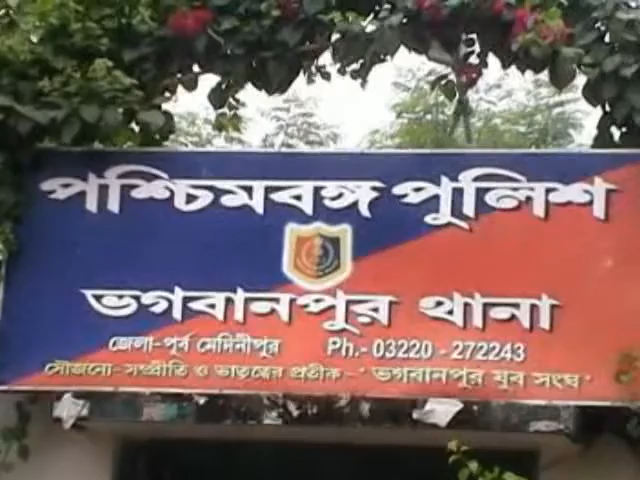 পশ্চিমবঙ্গ পুলিশ
ভগবানপুর থানা
জেলা-পূর্ব মেদিনীপুর Ph.- 03220 - 272243
সৌজন্যে- সম্প্রীতি ও ভাতৃত্বের প্রতীক - ' ভগবানপুর যুব সংঘ '